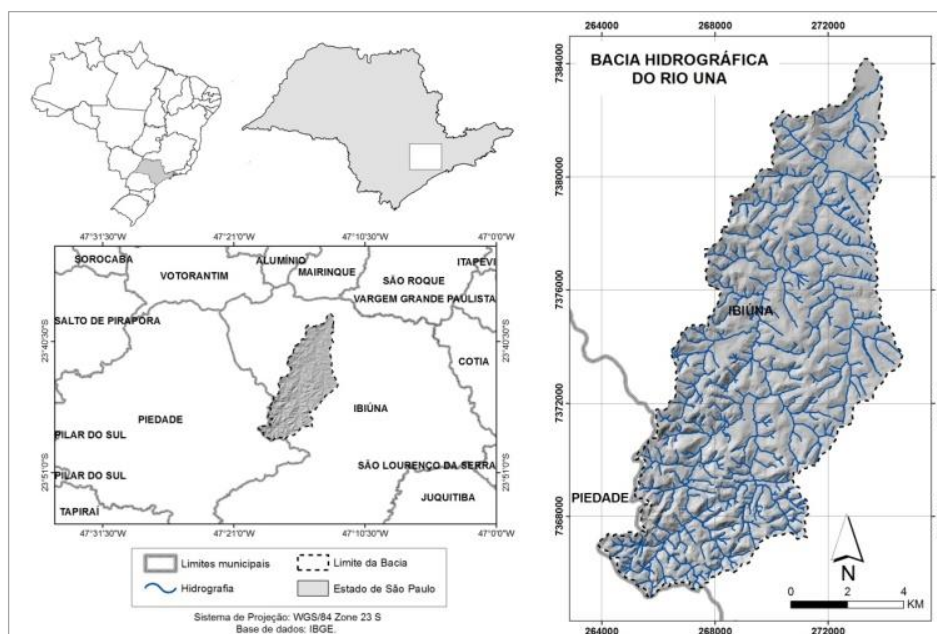 264000
268000
272000
BACIA HIDROGRÁFICA
DO RIO UNA
7384000
7380000
7376000
7372000
7368000
IBIÚNA
PIEDADE
N
0 2 4
KM
264000
268000
272000
47°31'30"W
47°21'0"W
47°10'30"W
47°0'0"W
SOROCABA
VOTORANTIM
ALUMÍNIO
MAIRINQUE
SÃO ROQUE
ITAPEVI
VARGEM GRANDE PAULISTA
SALTO DE PIRAPORA
COTIA
PIEDADE
IBIÚNA
PILAR DO SUL
SÃO LOURENÇO DA SERRA
PILAR DO SUL
JUQUITIBA
TAPIRAÍ
23°40'30"S
23°51'0"S
23°40'30"S
23°51'0"S
47°31'30"W
47°21'0"W
47°10'30"W
47°0'0"W
Limites municipais
Limite da Bacia
Hidrografia
Estado de São Paulo
Sistema de Projeção: WGS/84 Zone 23 S
Base de dados: IBGE.